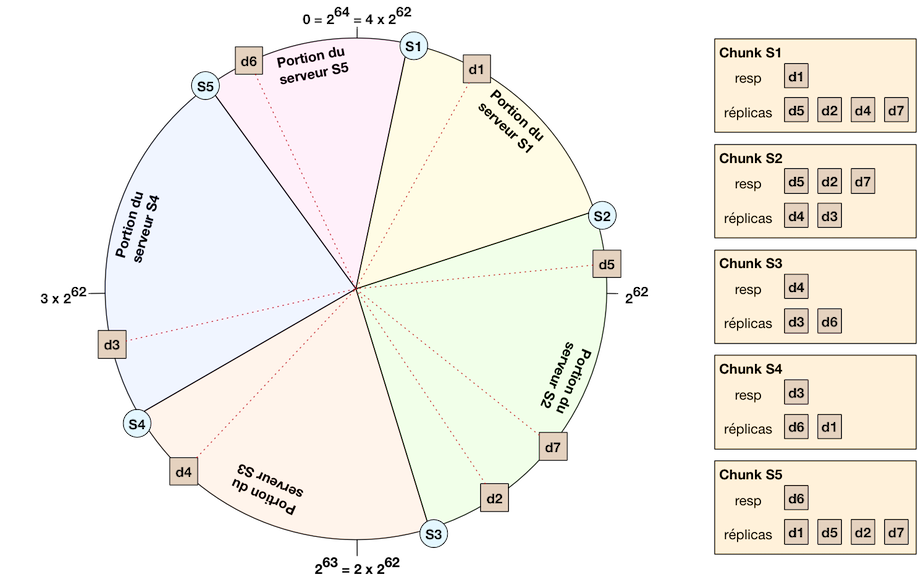 0 = 2^64 = 4 x 2^62
S1
d6
Portion du
serveur S5
d1
S5
Portion du
serveur S1
Portion du
serveur S4
S2
d5
3 x 2^62
2^62
d3
Portion du
serveur S2
S4
d7
d4
Portion du
serveur S3
d2
S3
2^63 = 2 x 2^62
Chunk S1
resp d1
réplicas d5 d2 d4 d7
Chunk S2
resp d5 d2 d7
réplicas d4 d3
Chunk S3
resp d4
réplicas d3 d6
Chunk S4
resp d3
réplicas d6 d1
Chunk S5
resp d6
réplicas d1 d5 d2 d7